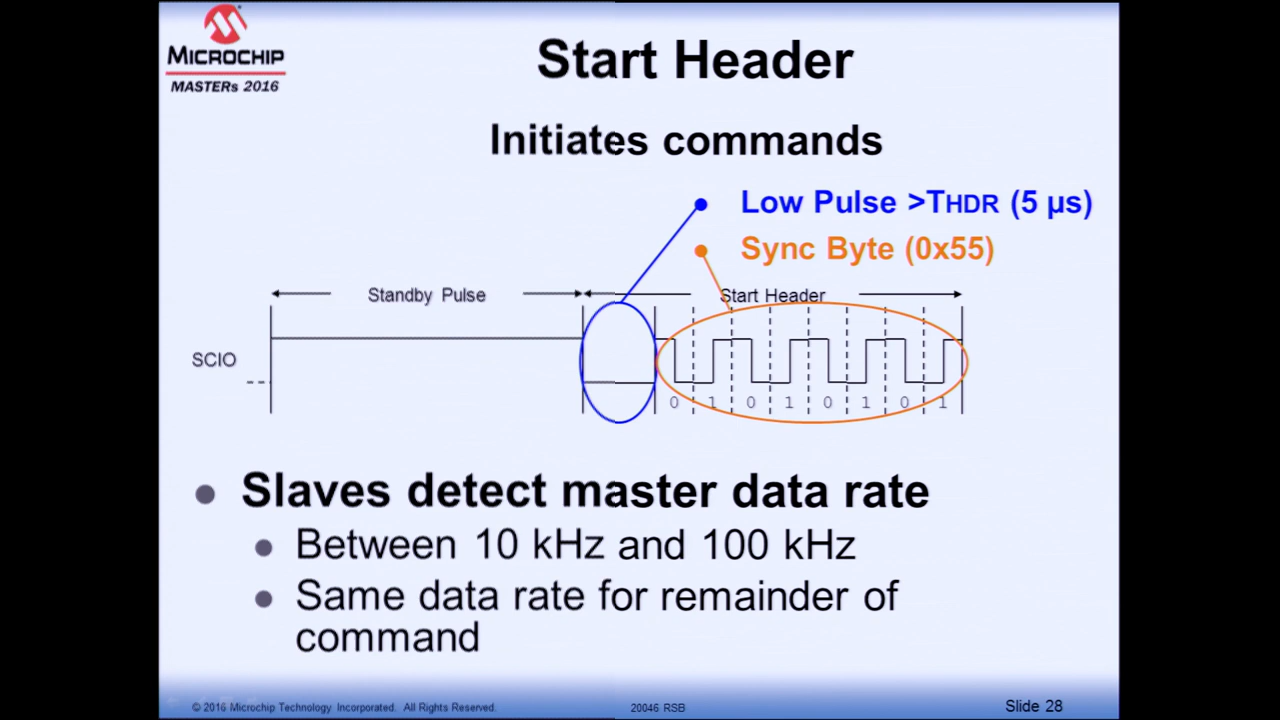 MICROCHIP
MASTERs 2016
Start Header
Initiates commands
Low Pulse >THDR (5 µs)
Sync Byte (0x55)
Standby Pulse
Start Header
SCIO
0 1 0 1 0 1 0 1
Slaves detect master data rate
Between 10 kHz and 100 kHz
Same data rate for remainder of
command
© 2016 Microchip Technology Incorporated. All Rights Reserved.
20046 RSB
Slide 28